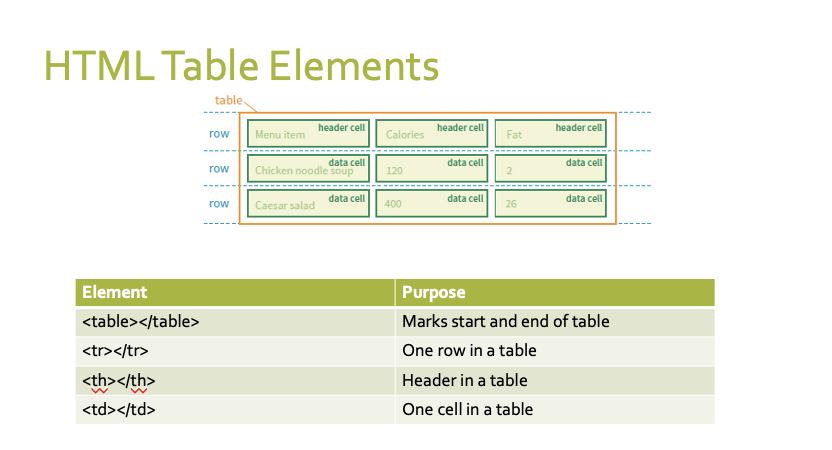 HTML Table Elements
table
row
Menu item header cell
Calories header cell
Fat header cell
row
Chicken noodle soup data cell
120 data cell
2 data cell
row
Caesar salad data cell
400 data cell
26 data cell
Element Purpose
<table></table> Marks start and end of table
<tr></tr> One row in a table
<th></th> Header in a table
<td></td> One cell in a table